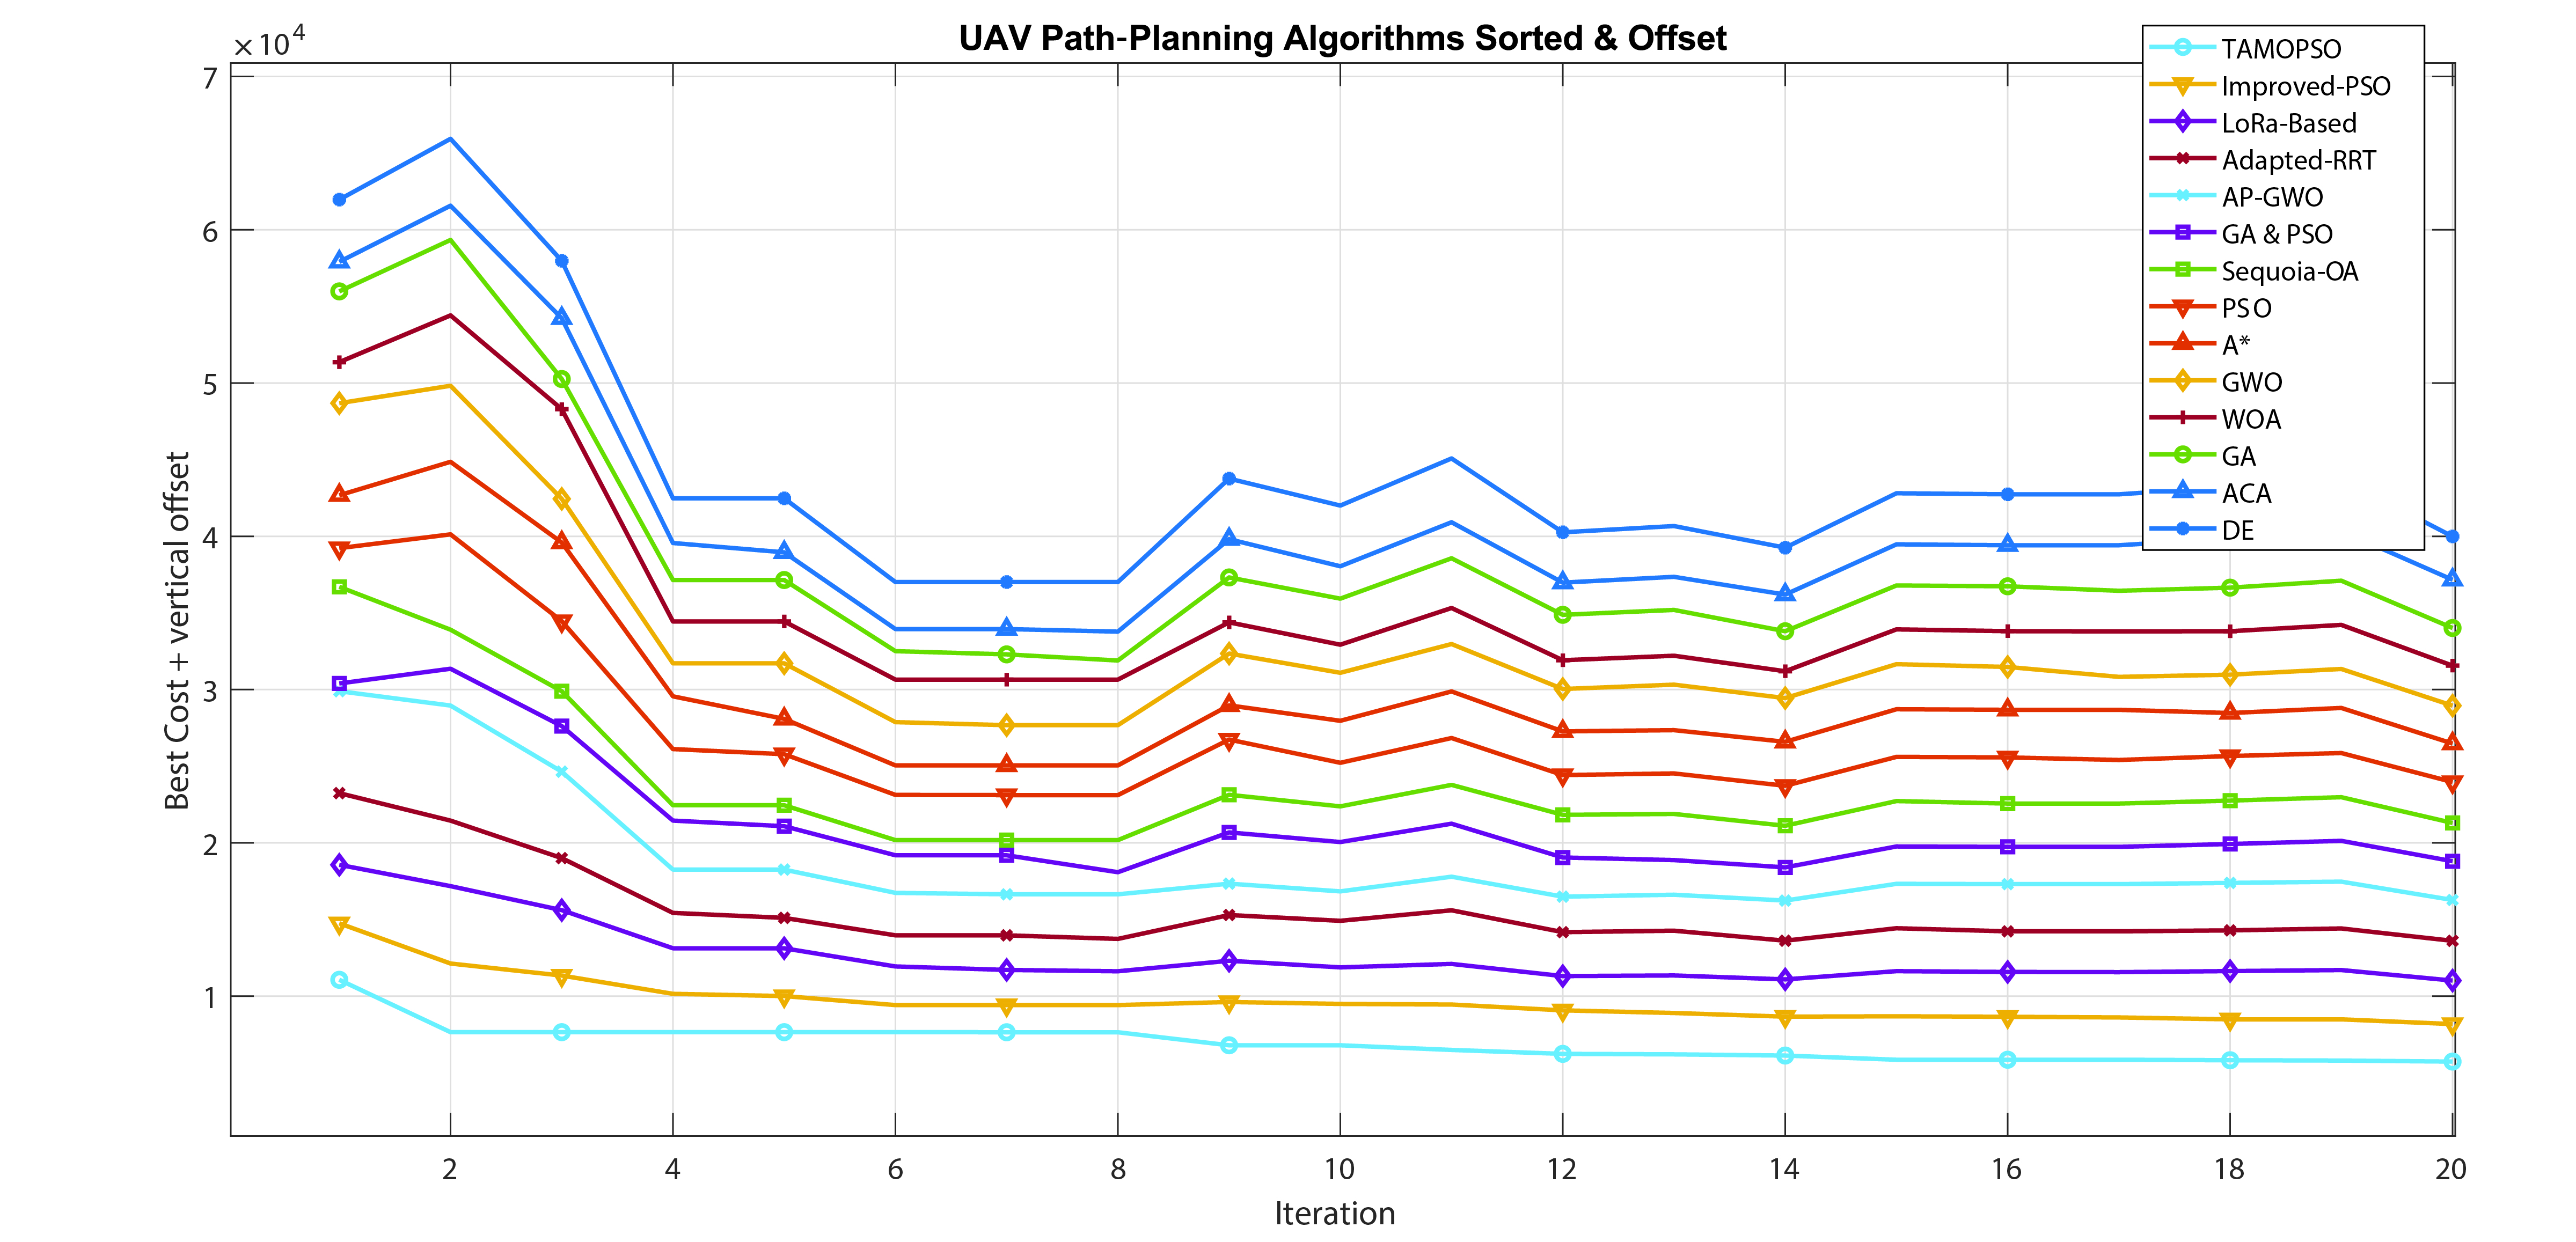 UAV Path-Planning Algorithms Sorted & Offset
×10⁴
7
6
5
4
3
2
1
Best Cost + vertical offset
2 4 6 8 10 12 14 16 18 20
Iteration
TAMOPSO
Improved-PSO
LoRa-Based
Adapted-RRT
AP-GWO
GA & PSO
Sequoia-OA
PSO
A*
GWO
WOA
GA
ACA
DE